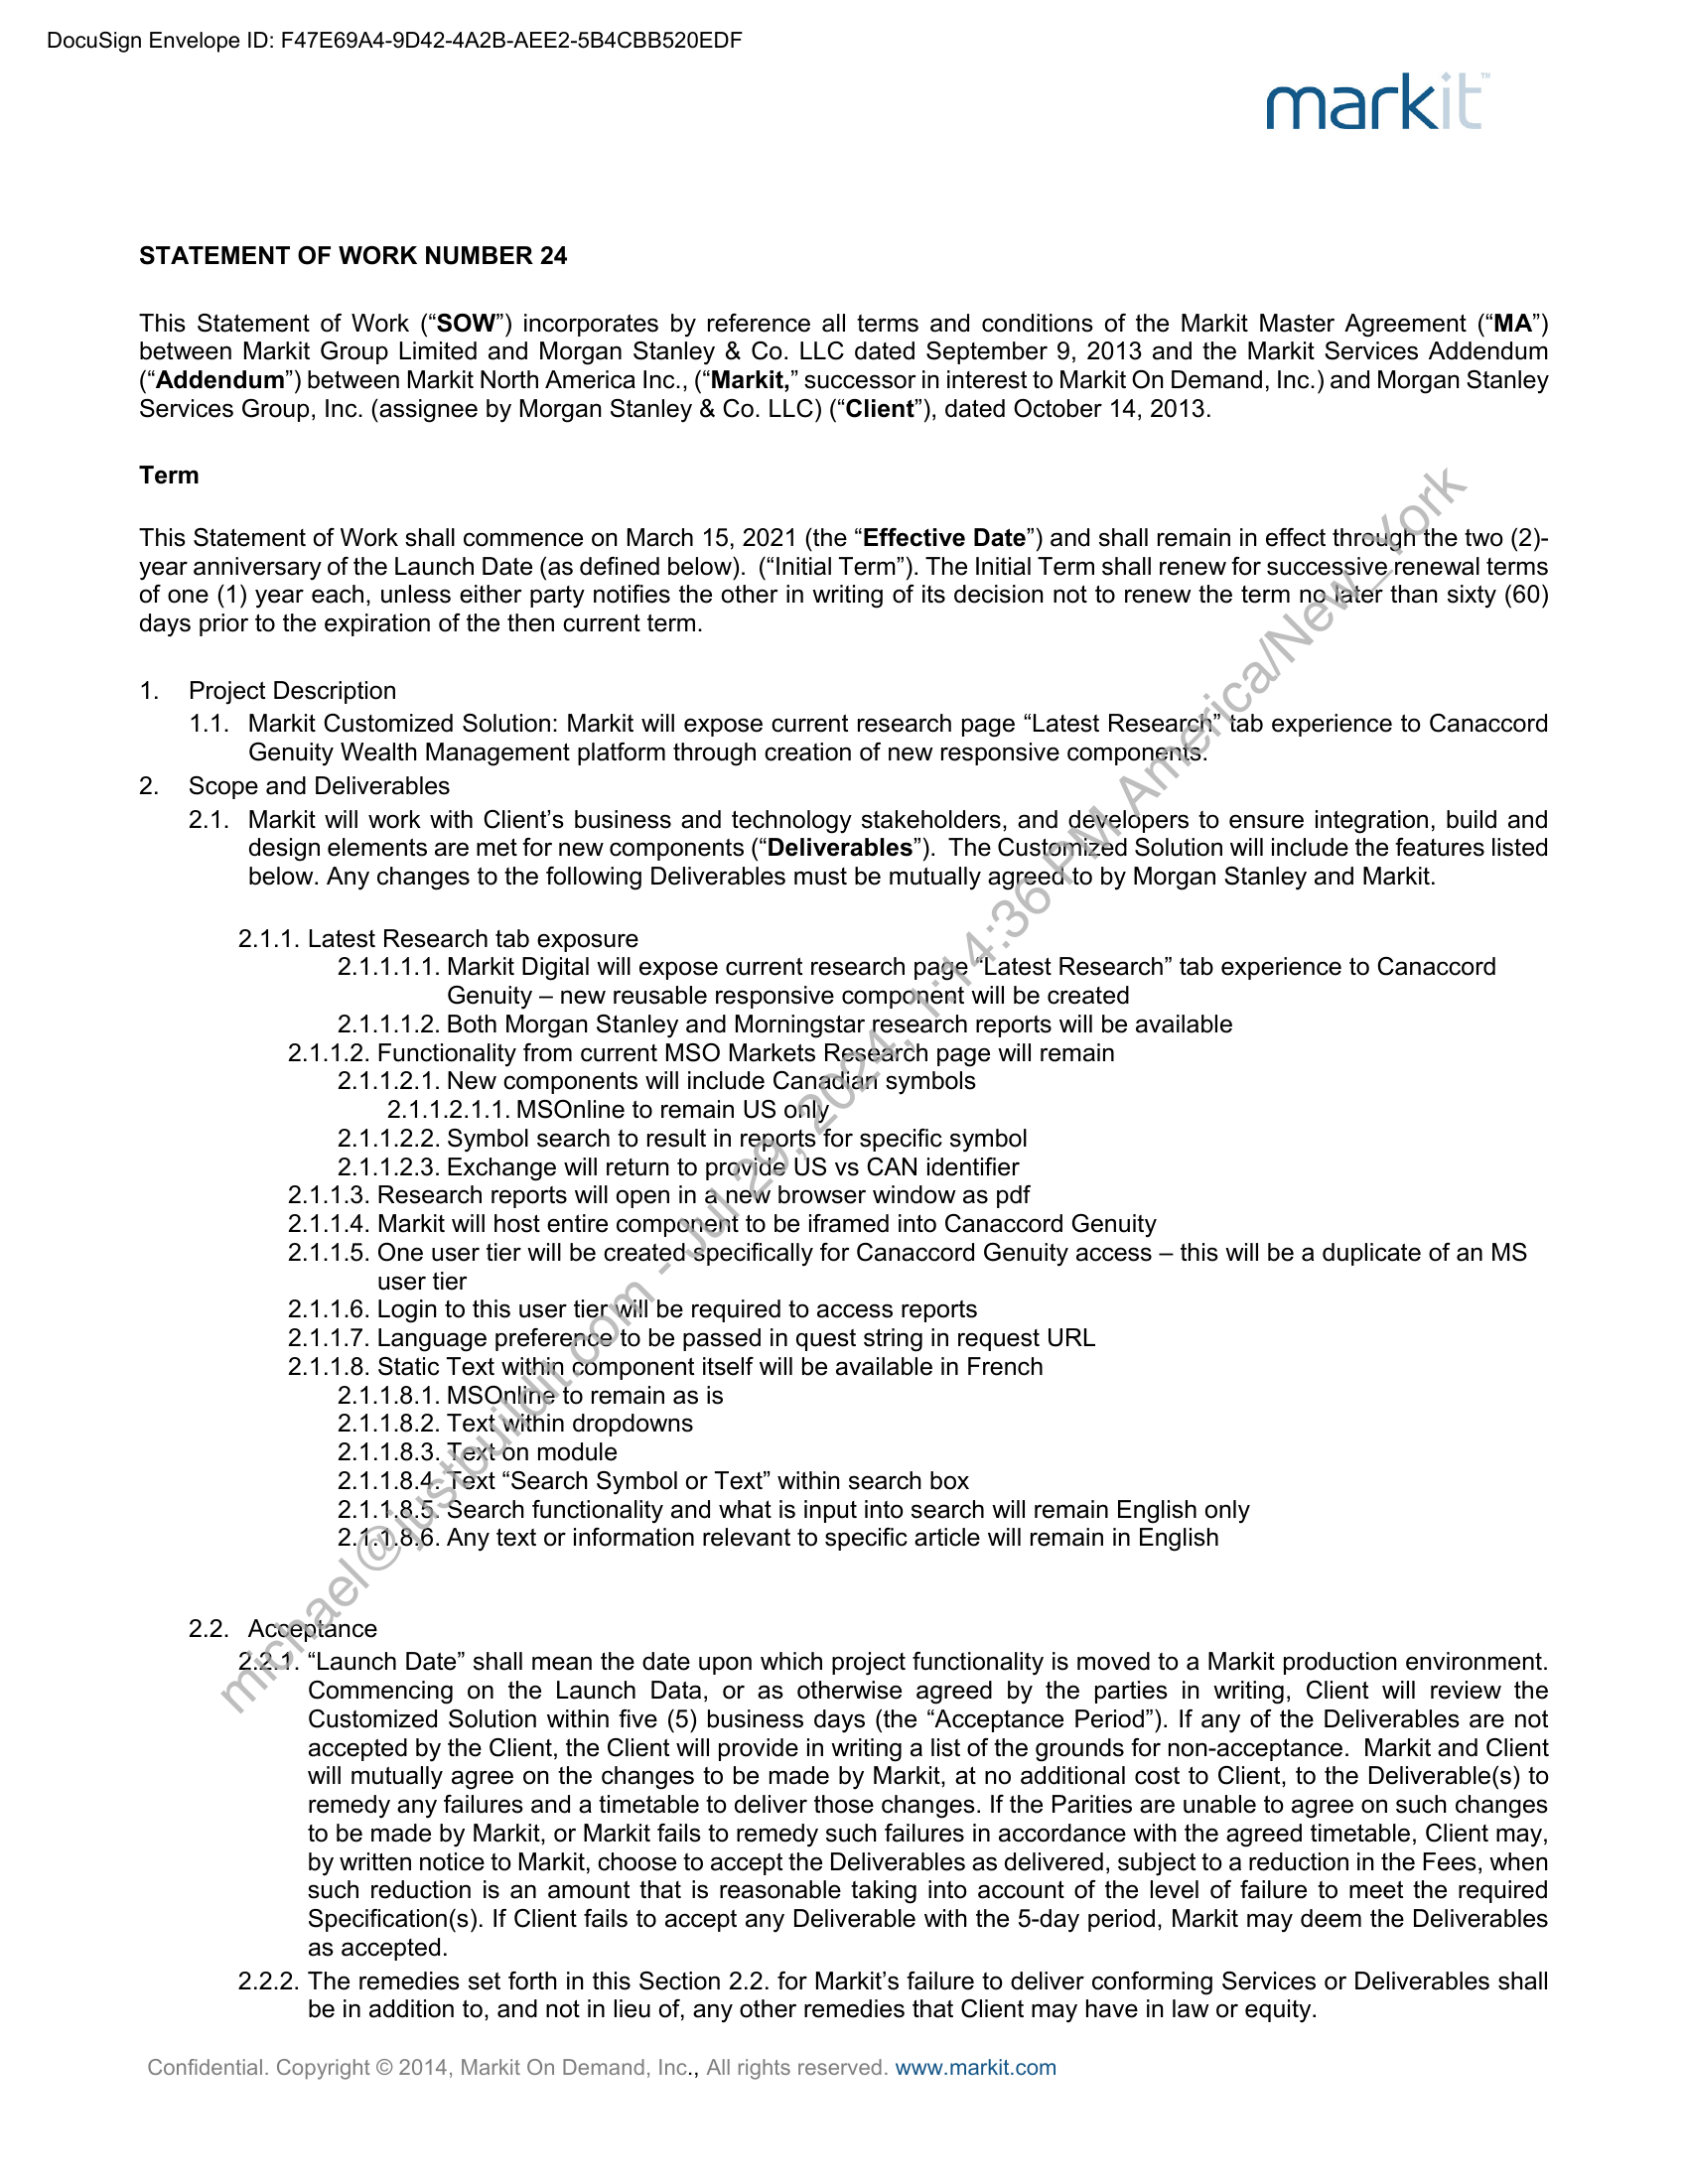 DocuSign Envelope ID: F47E69A4-9D42-4A2B-AEE2-5B4CBB520EDF
markit™
STATEMENT OF WORK NUMBER 24
This Statement of Work (“SOW”) incorporates by reference all terms and conditions of the Markit Master Agreement (“MA”)
between Markit Group Limited and Morgan Stanley & Co. LLC dated September 9, 2013 and the Markit Services Addendum
(“Addendum”) between Markit North America Inc., (“Markit,” successor in interest to Markit On Demand, Inc.) and Morgan Stanley
Services Group, Inc. (assignee by Morgan Stanley & Co. LLC) (“Client”), dated October 14, 2013.
Term
This Statement of Work shall commence on March 15, 2021 (the “Effective Date”) and shall remain in effect through the two (2)-
year anniversary of the Launch Date (as defined below). (“Initial Term”). The Initial Term shall renew for successive renewal terms
of one (1) year each, unless either party notifies the other in writing of its decision not to renew the term no later than sixty (60)
days prior to the expiration of the then current term.
1. Project Description
1.1. Markit Customized Solution: Markit will expose current research page “Latest Research” tab experience to Canaccord
Genuity Wealth Management platform through creation of new responsive components.
2. Scope and Deliverables
2.1. Markit will work with Client’s business and technology stakeholders, and developers to ensure integration, build and
design elements are met for new components (“Deliverables”). The Customized Solution will include the features listed
below. Any changes to the following Deliverables must be mutually agreed to by Morgan Stanley and Markit.
2.1.1. Latest Research tab exposure
2.1.1.1.1. Markit Digital will expose current research page “Latest Research” tab experience to Canaccord
Genuity – new reusable responsive component will be created
2.1.1.1.2. Both Morgan Stanley and Morningstar research reports will be available
2.1.1.2. Functionality from current MSO Markets Research page will remain
2.1.1.2.1. New components will include Canadian symbols
2.1.1.2.1.1. MSOnline to remain US only
2.1.1.2.2. Symbol search to result in reports for specific symbol
2.1.1.2.3. Exchange will return to provide US vs CAN identifier
2.1.1.3. Research reports will open in a new browser window as pdf
2.1.1.4. Markit will host entire component to be iframed into Canaccord Genuity
2.1.1.5. One user tier will be created specifically for Canaccord Genuity access – this will be a duplicate of an MS
user tier
2.1.1.6. Login to this user tier will be required to access reports
2.1.1.7. Language preference to be passed in quest string in request URL
2.1.1.8. Static Text within component itself will be available in French
2.1.1.8.1. MSOnline to remain as is
2.1.1.8.2. Text within dropdowns
2.1.1.8.3. Text on module
2.1.1.8.4. Text “Search Symbol or Text” within search box
2.1.1.8.5. Search functionality and what is input into search will remain English only
2.1.1.8.6. Any text or information relevant to specific article will remain in English
2.2. Acceptance
2.2.1. “Launch Date” shall mean the date upon which project functionality is moved to a Markit production environment.
Commencing on the Launch Data, or as otherwise agreed by the parties in writing, Client will review the
Customized Solution within five (5) business days (the “Acceptance Period”). If any of the Deliverables are not
accepted by the Client, the Client will provide in writing a list of the grounds for non-acceptance. Markit and Client
will mutually agree on the changes to be made by Markit, at no additional cost to Client, to the Deliverable(s) to
remedy any failures and a timetable to deliver those changes. If the Parities are unable to agree on such changes
to be made by Markit, or Markit fails to remedy such failures in accordance with the agreed timetable, Client may,
by written notice to Markit, choose to accept the Deliverables as delivered, subject to a reduction in the Fees, when
such reduction is an amount that is reasonable taking into account of the level of failure to meet the required
Specification(s). If Client fails to accept any Deliverable with the 5-day period, Markit may deem the Deliverables
as accepted.
2.2.2. The remedies set forth in this Section 2.2. for Markit’s failure to deliver conforming Services or Deliverables shall
be in addition to, and not in lieu of, any other remedies that Client may have in law or equity.
Confidential. Copyright © 2014, Markit On Demand, Inc., All rights reserved. www.markit.com
michael@justbuildit.com - Jul 29, 2024, 1:14:36 PM America/New_York